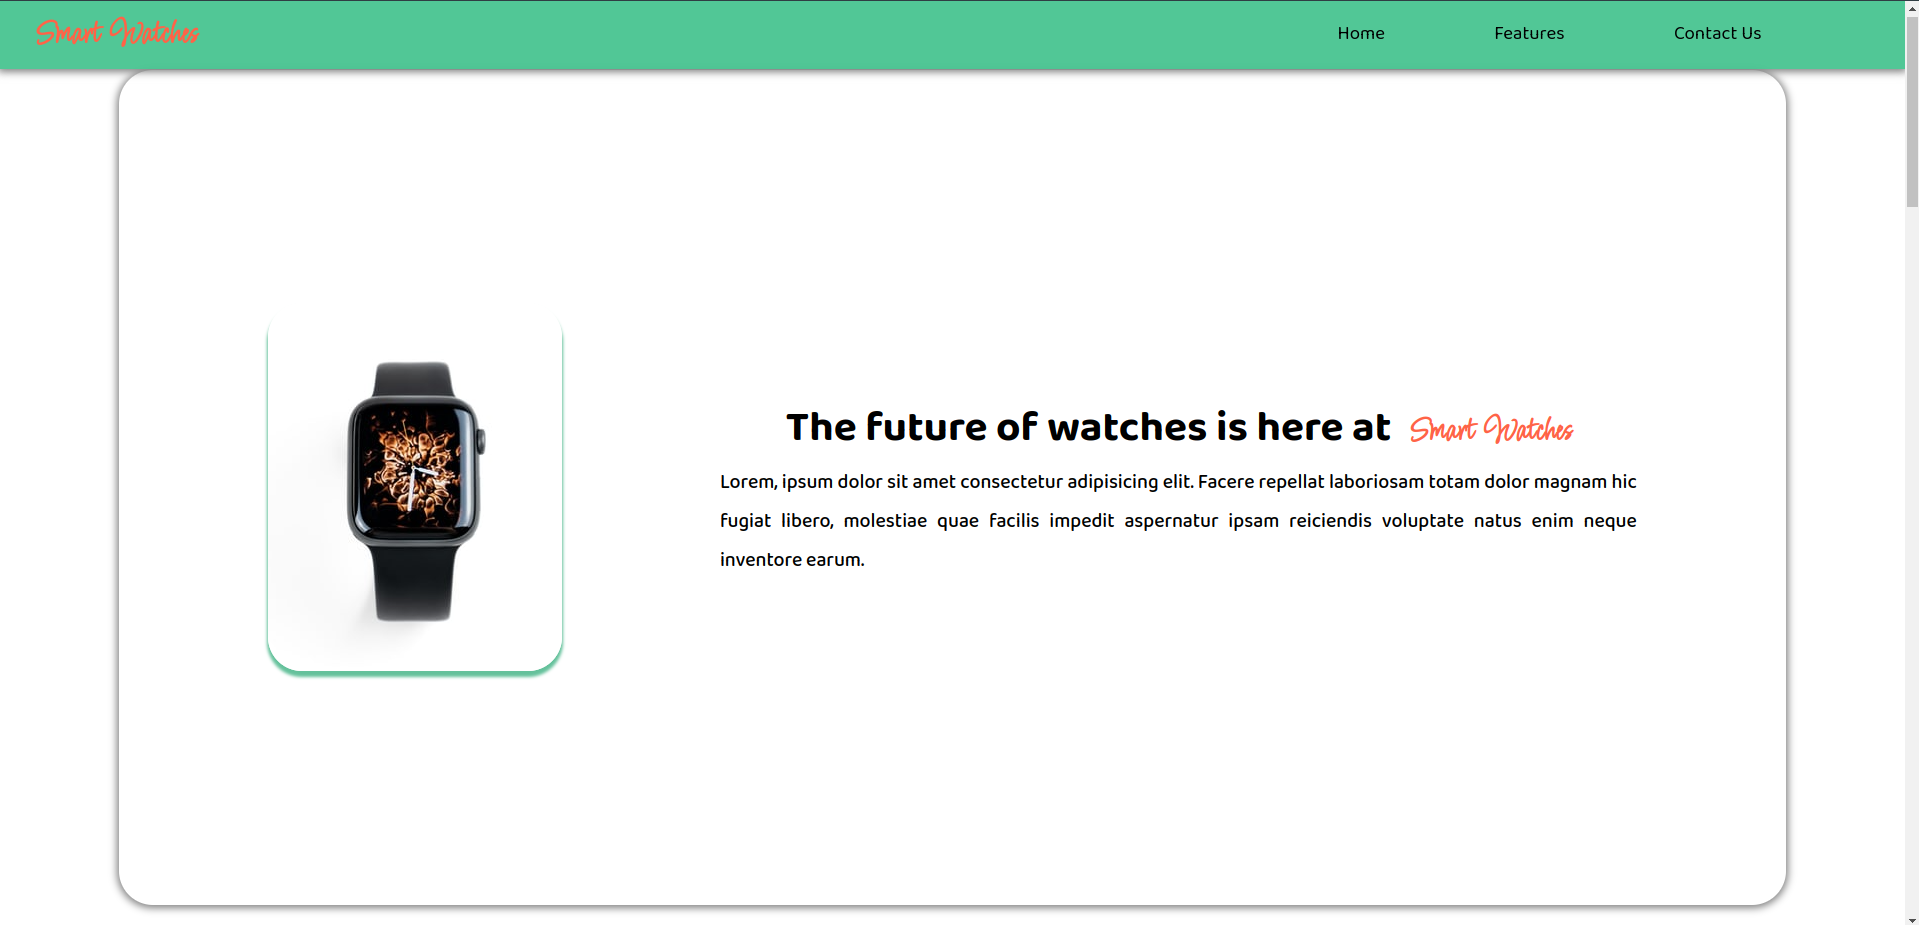 Smart Watches
Home
Features
Contact Us
The future of watches is here at Smart Watches
Lorem, ipsum dolor sit amet consectetur adipisicing elit. Facere repellat laboriosam totam dolor magnam hic
fugiat libero, molestiae quae facilis impedit aspernatur ipsam reiciendis voluptate natus enim neque
inventore earum.